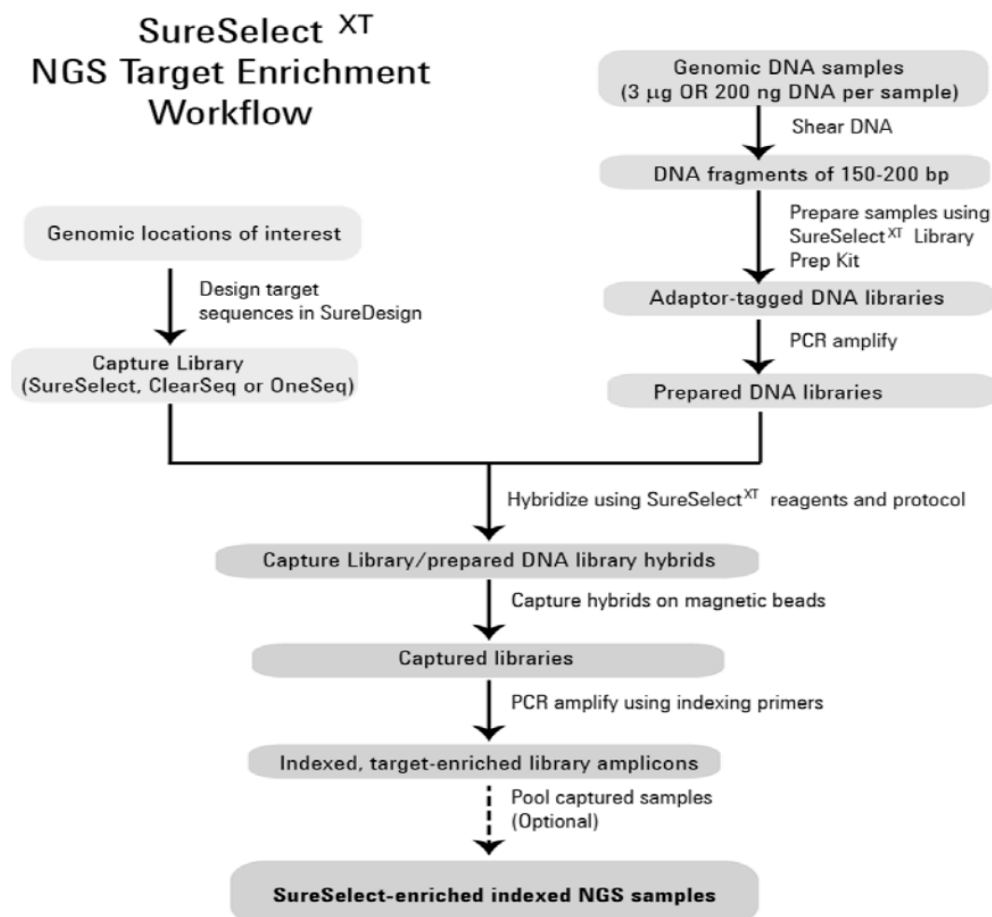 SureSelect XT
NGS Target Enrichment
Workflow
Genomic DNA samples
(3 µg OR 200 ng DNA per sample)
Shear DNA
DNA fragments of 150-200 bp
Prepare samples using
SureSelect XT Library
Prep Kit
Adaptor-tagged DNA libraries
PCR amplify
Prepared DNA libraries
Genomic locations of interest
Design target
sequences in SureDesign
Capture Library
(SureSelect, ClearSeq or OneSeq)
Hybridize using SureSelect XT reagents and protocol
Capture Library/prepared DNA library hybrids
Capture hybrids on magnetic beads
Captured libraries
PCR amplify using indexing primers
Indexed, target-enriched library amplicons
Pool captured samples
(Optional)
SureSelect-enriched indexed NGS samples